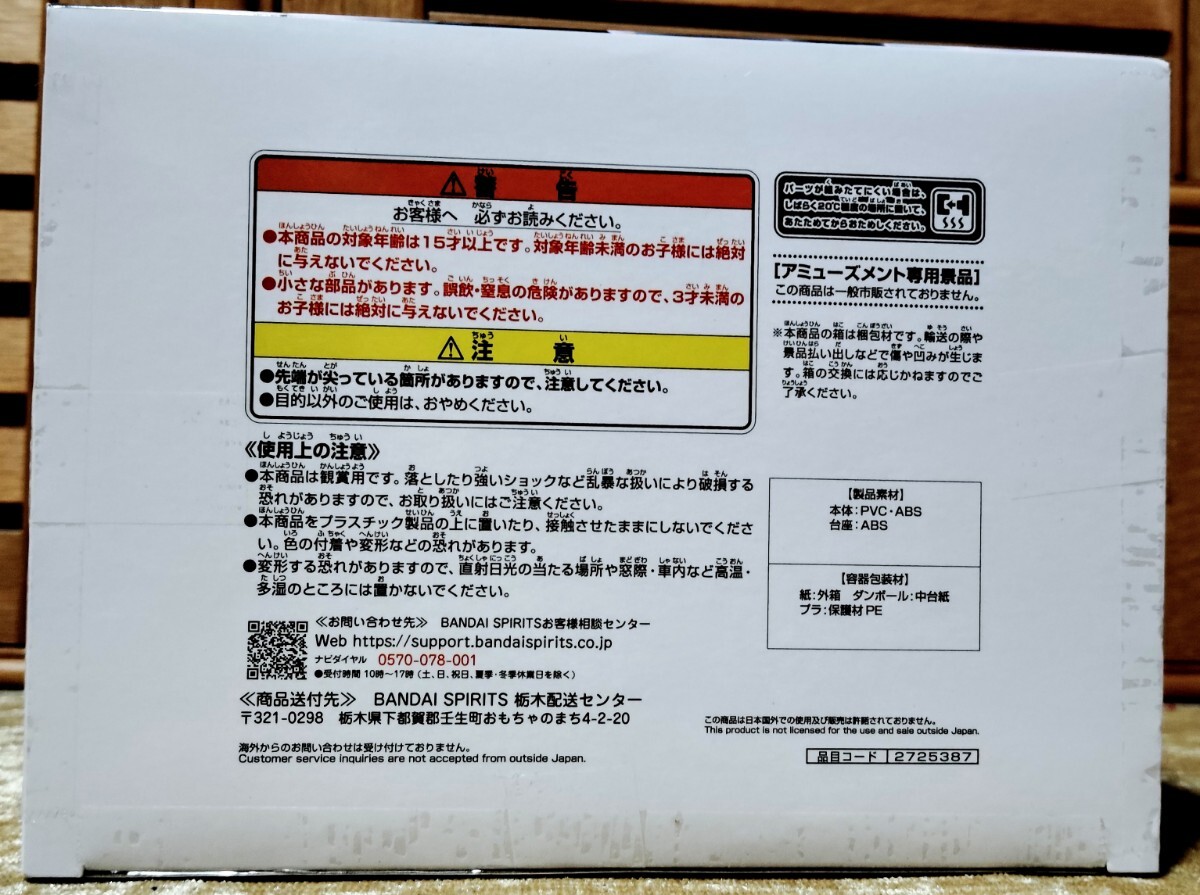 ⚠警告
お客様へ 必ずお読みください。
●本商品の対象年齢は15才以上です。対象年齢未満のお子様には絶対
に与えないでください。
●小さな部品があります。誤飲・窒息の危険がありますので、3才未満の
お子様には絶対に与えないでください。
⚠注意
●先端が尖っている箇所がありますので、注意してください。
●目的以外のご使用は、おやめください。
《使用上の注意》
●本商品は観賞用です。落としたり強いショックなど乱暴な扱いにより破損する
恐れがありますので、お取り扱いにはご注意ください。
●本商品をプラスチック製品の上に置いたり、接触させたままにしないでくださ
い。色の付着や変形などの恐れがあります。
●変形する恐れがありますので、直射日光の当たる場所や窓際・車内など高温・
多湿のところには置かないでください。
≪お問い合わせ先≫ BANDAI SPIRITSお客様相談センター
Web https://support.bandaispirits.co.jp
ナビダイヤル 0570-078-001
●受付時間 10時〜17時(土、日、祝日、夏季・冬季休業日を除く)
≪商品送付先≫ BANDAI SPIRITS 栃木配送センター
〒321-0298 栃木県下都賀郡壬生町おもちゃのまち4-2-20
海外からのお問い合わせは受け付けておりません。
Customer service inquiries are not accepted from outside Japan.
パーツが組みたてにくい場合は、
しばらく20℃程度の場所に置いて、
あたためてからおためしください。
[アミューズメント専用景品]
この商品は一般市販されておりません。
※本商品の箱は梱包材です。輸送の際や
景品払い出しなどで傷や凹みが生じま
す。箱の交換には応じかねますのでご
了承ください。
【製品素材】
本体:PVC・ABS
台座:ABS
【容器包装材】
紙:外箱 ダンボール:中台紙
プラ:保護材PE
この商品は日本国外での使用及び販売は許諾されておりません。
This product is not licensed for the use and sale outside Japan.
品目コード 2725387